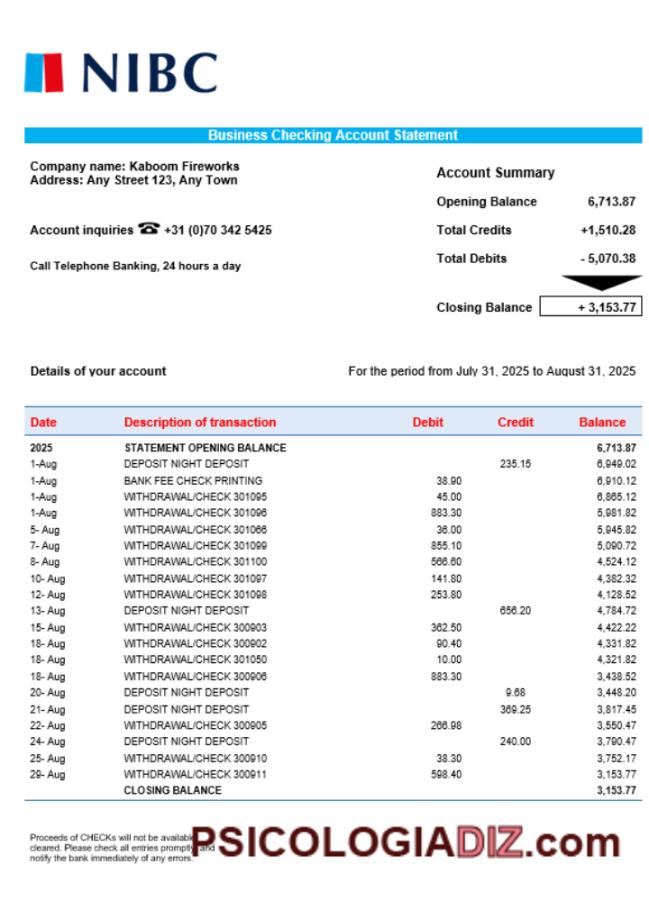 NIBC
Business Checking Account Statement
Company name: Kaboom Fireworks
Address: Any Street 123, Any Town
Account inquiries ☎ +31 (0)70 342 5425
Call Telephone Banking, 24 hours a day
Account Summary
Opening Balance 6,713.87
Total Credits +1,510.28
Total Debits - 5,070.38
Closing Balance + 3,153.77
Details of your account For the period from July 31, 2025 to August 31, 2025
Date Description of transaction Debit Credit Balance
2025 STATEMENT OPENING BALANCE 6,713.87
1-Aug DEPOSIT NIGHT DEPOSIT 235.15 6,949.02
1-Aug BANK FEE CHECK PRINTING 38.90 6,910.12
1-Aug WITHDRAWAL/CHECK 301095 45.00 6,865.12
1-Aug WITHDRAWAL/CHECK 301096 883.30 5,981.82
5- Aug WITHDRAWAL/CHECK 301066 36.00 5,945.82
7- Aug WITHDRAWAL/CHECK 301099 855.10 5,090.72
8- Aug WITHDRAWAL/CHECK 301100 566.60 4,524.12
10- Aug WITHDRAWAL/CHECK 301097 141.80 4,382.32
12- Aug WITHDRAWAL/CHECK 301098 253.80 4,128.52
13- Aug DEPOSIT NIGHT DEPOSIT 656.20 4,784.72
15- Aug WITHDRAWAL/CHECK 300903 362.50 4,422.22
18- Aug WITHDRAWAL/CHECK 300902 90.40 4,331.82
18- Aug WITHDRAWAL/CHECK 301050 10.00 4,321.82
18- Aug WITHDRAWAL/CHECK 300906 883.30 3,438.52
20- Aug DEPOSIT NIGHT DEPOSIT 9.68 3,448.20
21- Aug DEPOSIT NIGHT DEPOSIT 369.25 3,817.45
22- Aug WITHDRAWAL/CHECK 300905 266.98 3,550.47
24- Aug DEPOSIT NIGHT DEPOSIT 240.00 3,790.47
25- Aug WITHDRAWAL/CHECK 300910 38.30 3,752.17
29- Aug WITHDRAWAL/CHECK 300911 598.40 3,153.77
CLOSING BALANCE 3,153.77
Proceeds of CHECKs will not be available
cleared. Please check all entries promptly and
notify the bank immediately of any errors.
PSICOLOGIADIZ.com